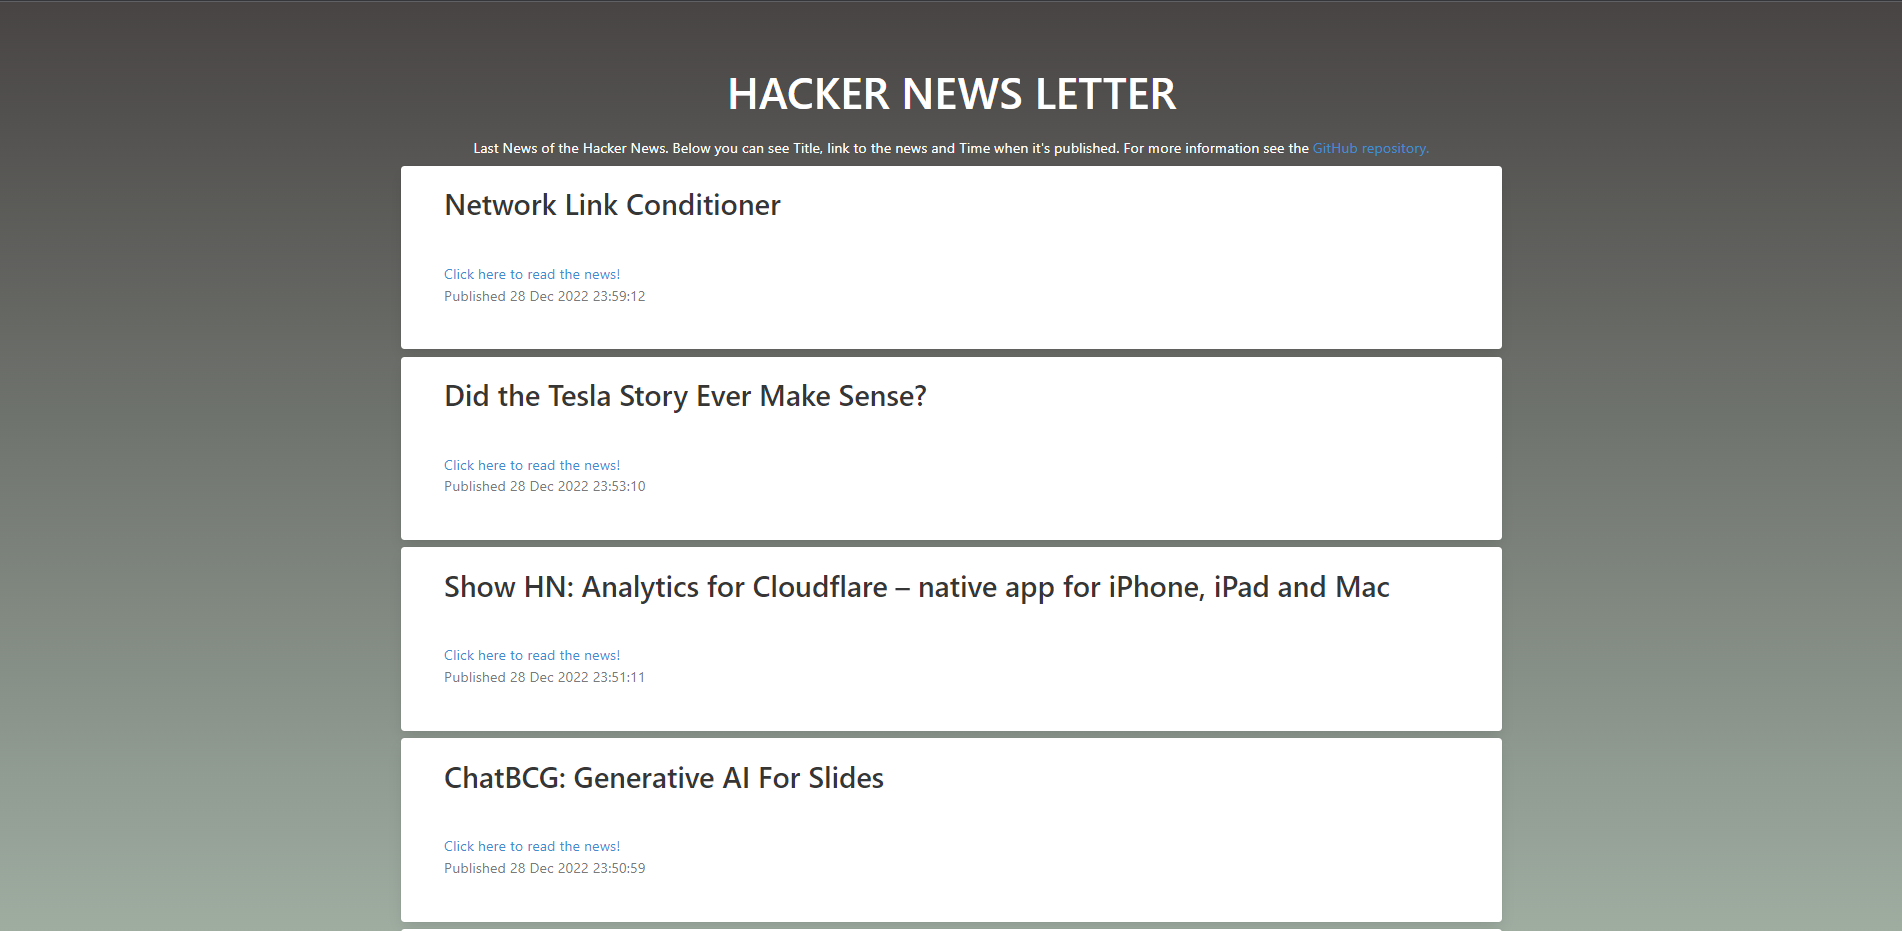 HACKER NEWS LETTER
Last News of the Hacker News. Below you can see Title, link to the news and Time when it's published. For more information see the GitHub repository.
Network Link Conditioner
Click here to read the news!
Published 28 Dec 2022 23:59:12
Did the Tesla Story Ever Make Sense?
Click here to read the news!
Published 28 Dec 2022 23:53:10
Show HN: Analytics for Cloudflare – native app for iPhone, iPad and Mac
Click here to read the news!
Published 28 Dec 2022 23:51:11
ChatBCG: Generative AI For Slides
Click here to read the news!
Published 28 Dec 2022 23:50:59